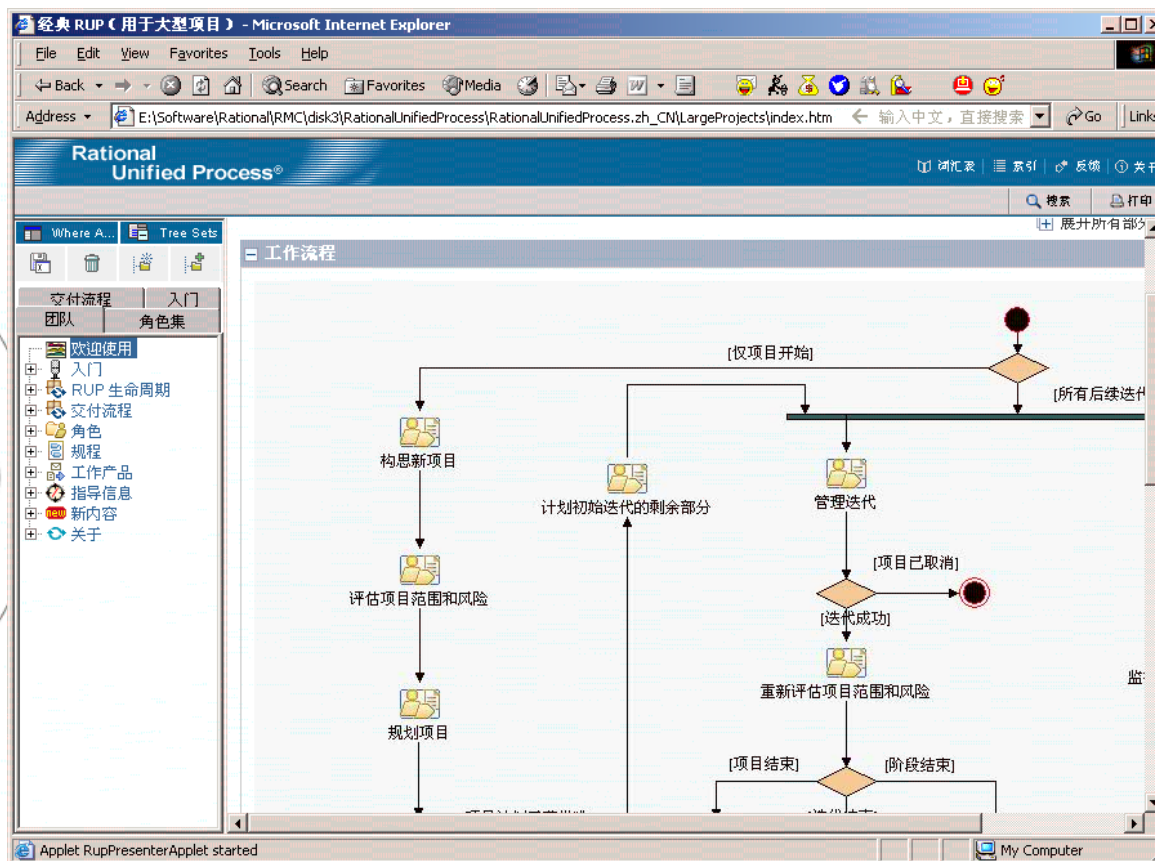 经典 RUP（用于大型项目） - Microsoft Internet Explorer
File Edit View Favorites Tools Help
Back Search Favorites Media
Address E:\Software\Rational\RMC\disk3\RationalUnifiedProcess\RationalUnifiedProcess.zh_CN\LargeProjects\index.htm 输入中文，直接搜索 Go Links
Rational
Unified Process®
词汇表 索引 反馈 关于
搜索 打印
Where A... Tree Sets
展开所有部分
工作流程
交付流程 入门
团队 角色集
欢迎使用
入门
RUP 生命周期
交付流程
角色
规程
工作产品
指导信息
新内容
关于
[仅项目开始]
[所有后续迭代
构思新项目
计划初始迭代的剩余部分
管理迭代
[项目已取消]
评估项目范围和风险
[迭代成功]
重新评估项目范围和风险
监
规划项目
[项目结束] [阶段结束]
Applet RupPresenterApplet started
My Computer